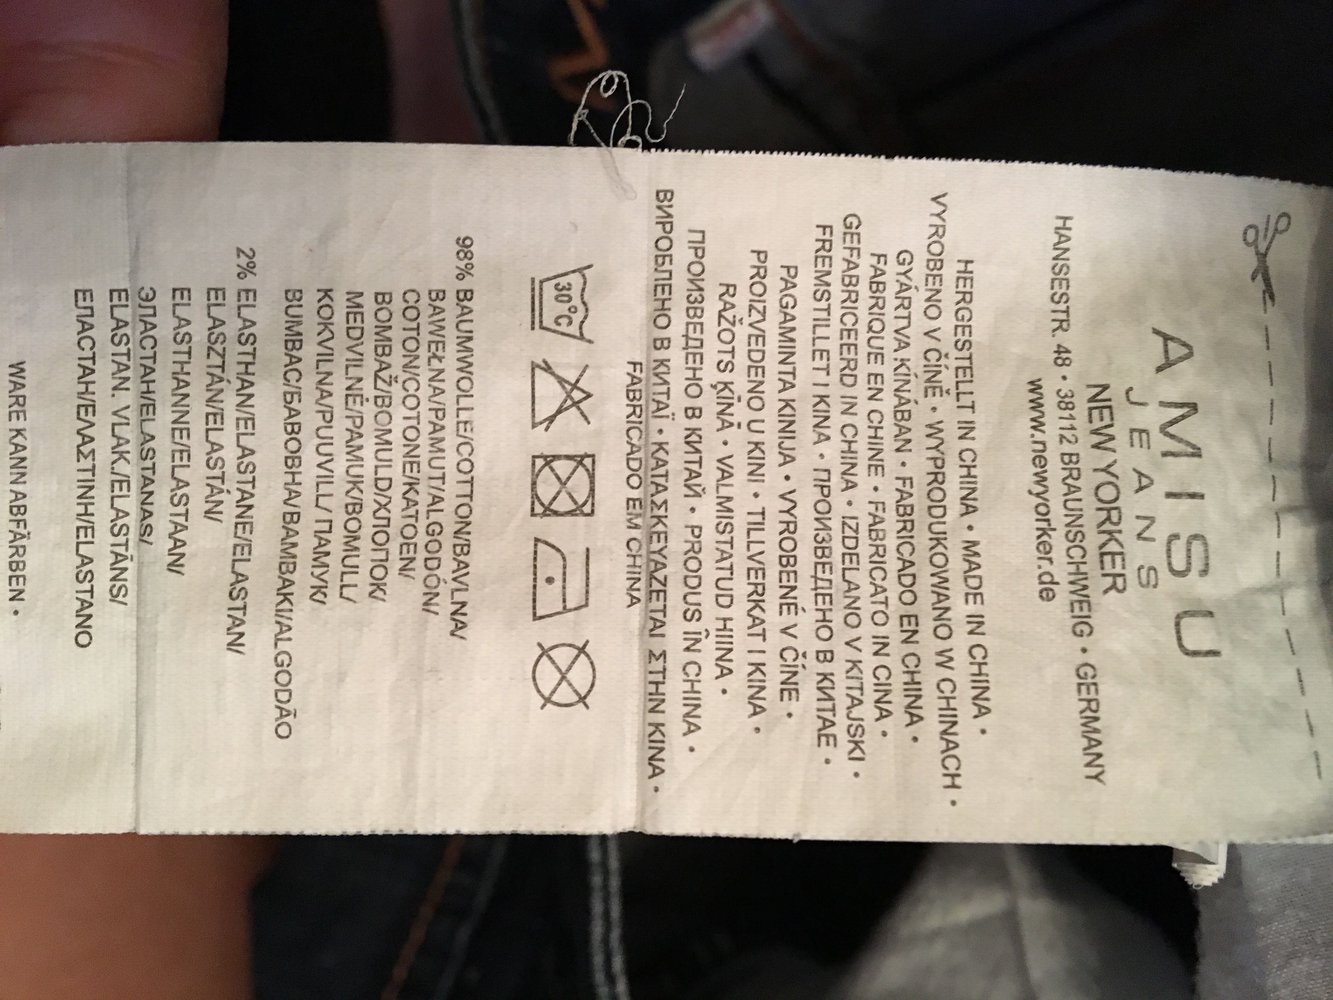 AMISU
JEANS
NEW YORKER
HANSESTR. 48 • 38112 BRAUNSCHWEIG • GERMANY
www.newyorker.de
HERGESTELLT IN CHINA • MADE IN CHINA •
VYROBENO V ČÍNĚ • WYPRODUKOWANO W CHINACH •
GYÁRTVA KÍNÁBAN • FABRICADO EN CHINA •
FABRIQUE EN CHINE • FABRICATO IN CINA •
GEFABRICEERD IN CHINA • IZDELANO V KITAJSKI •
FREMSTILLET I KINA • ПРОИЗВЕДЕНО В КИТАЕ •
PAGAMINTA KINIJA • VYROBENÉ V ČÍNE •
PROIZVEDENO U KINI • TILLVERKAT I KINA •
RAŽOTS ĶĪNĀ • VALMISTATUD HIINA •
ПРОИЗВЕДЕНО В КИТАЙ • PRODUS ÎN CHINA •
ВИРОБЛЕНО В КИТАЇ • ΚΑΤΑΣΚΕΥΑΖΕΤΑΙ ΣΤΗΝ ΚΙΝΑ •
FABRICADO EM CHINA
30°C
98% BAUMWOLLE/COTTON/BAVLNA/
BAWEŁNA/PAMUT/ALGODÓN/
COTON/COTONE/KATOEN/
BOMBAŽ/BOMULD/ХЛОПОК/
MEDVILNĖ/PAMUK/BOMULL/
KOKVILNA/PUUVILL/ ПАМУК/
BUMBAC/БАВОВНА/ΒΑΜΒΑΚΙ/ALGODÃO
2% ELASTHAN/ELASTANE/ELASTAN/
ELASZTÁN/ELASTÁN/
ELASTHANNE/ELASTAAN/
ЭЛАСТАН/ELASTANAS/
ELASTAN. VLAK./ELASTĀNS/
ЕЛАСТАН/ΕΛΑΣΤΙΝΗ/ELASTANO
WARE KANN ABFÄRBEN •